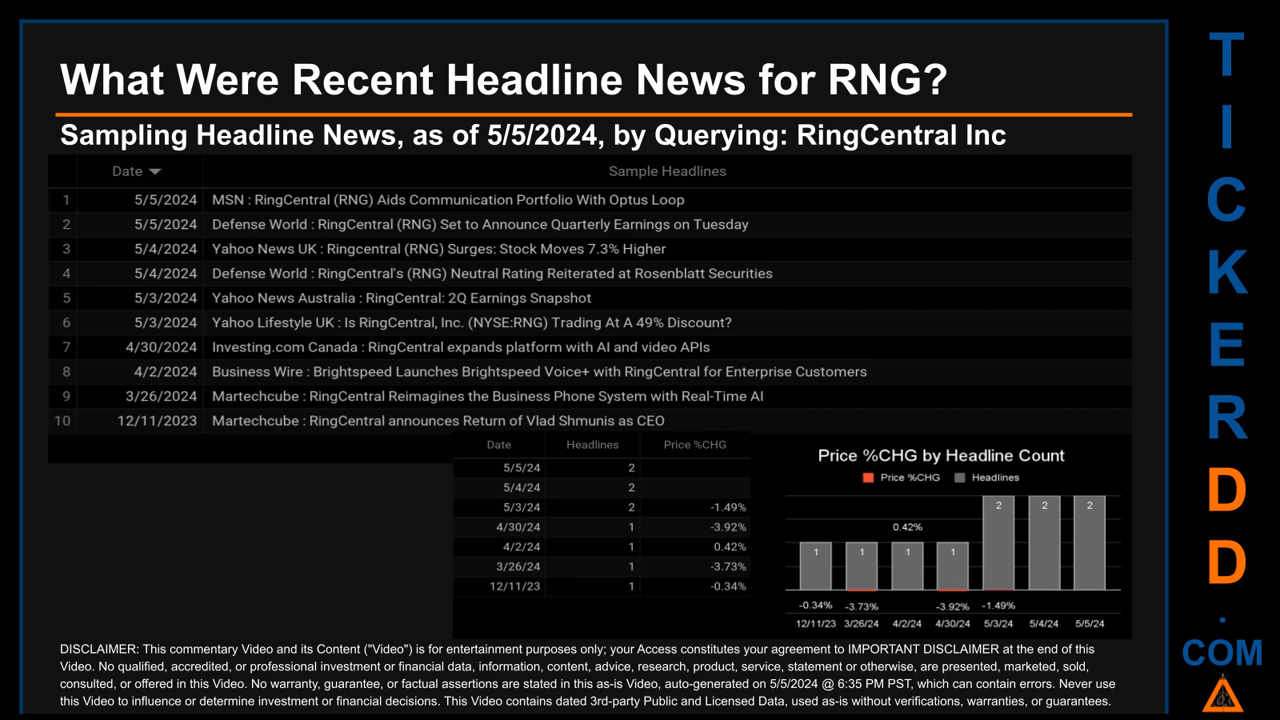 What Were Recent Headline News for RNG?
Sampling Headline News, as of 5/5/2024, by Querying: RingCentral Inc
Date Sample Headlines
1 5/5/2024 MSN : RingCentral (RNG) Aids Communication Portfolio With Optus Loop
2 5/5/2024 Defense World : RingCentral (RNG) Set to Announce Quarterly Earnings on Tuesday
3 5/4/2024 Yahoo News UK : Ringcentral (RNG) Surges: Stock Moves 7.3% Higher
4 5/4/2024 Defense World : RingCentral's (RNG) Neutral Rating Reiterated at Rosenblatt Securities
5 5/3/2024 Yahoo News Australia : RingCentral: 2Q Earnings Snapshot
6 5/3/2024 Yahoo Lifestyle UK : Is RingCentral, Inc. (NYSE:RNG) Trading At A 49% Discount?
7 4/30/2024 Investing.com Canada : RingCentral expands platform with AI and video APIs
8 4/2/2024 Business Wire : Brightspeed Launches Brightspeed Voice+ with RingCentral for Enterprise Customers
9 3/26/2024 Martechcube : RingCentral Reimagines the Business Phone System with Real-Time AI
10 12/11/2023 Martechcube : RingCentral announces Return of Vlad Shmunis as CEO
Date Headlines Price %CHG
5/5/24 2
5/4/24 2
5/3/24 2 -1.49%
4/30/24 1 -3.92%
4/2/24 1 0.42%
3/26/24 1 -3.73%
12/11/23 1 -0.34%
Price %CHG by Headline Count
Price %CHG Headlines
2 2 2
0.42%
1 1 1 1
-0.34% -3.73% -3.92% -1.49%
12/11/23 3/26/24 4/2/24 4/30/24 5/3/24 5/4/24 5/5/24
DISCLAIMER: This commentary Video and its Content ("Video") is for entertainment purposes only; your Access constitutes your agreement to IMPORTANT DISCLAIMER at the end of this
Video. No qualified, accredited, or professional investment or financial data, information, content, advice, research, product, service, statement or otherwise, are presented, marketed, sold,
consulted, or offered in this Video. No warranty, guarantee, or factual assertions are stated in this as-is Video, auto-generated on 5/5/2024 @ 6:35 PM PST, which can contain errors. Never use
this Video to influence or determine investment or financial decisions. This Video contains dated 3rd-party Public and Licensed Data, used as-is without verifications, warranties, or guarantees.
T
I
C
K
E
R
D
D
.
COM